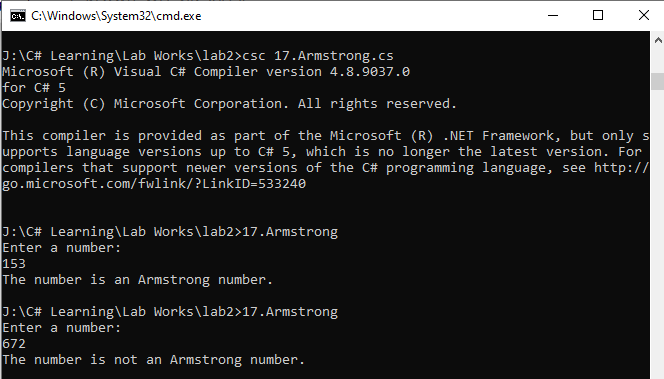 C:\Windows\System32\cmd.exe
J:\C# Learning\Lab Works\lab2>csc 17.Armstrong.cs
Microsoft (R) Visual C# Compiler version 4.8.9037.0
for C# 5
Copyright (C) Microsoft Corporation. All rights reserved.
This compiler is provided as part of the Microsoft (R) .NET Framework, but only s
upports language versions up to C# 5, which is no longer the latest version. For
compilers that support newer versions of the C# programming language, see http://
go.microsoft.com/fwlink/?LinkID=533240
J:\C# Learning\Lab Works\lab2>17.Armstrong
Enter a number:
153
The number is an Armstrong number.
J:\C# Learning\Lab Works\lab2>17.Armstrong
Enter a number:
672
The number is not an Armstrong number.